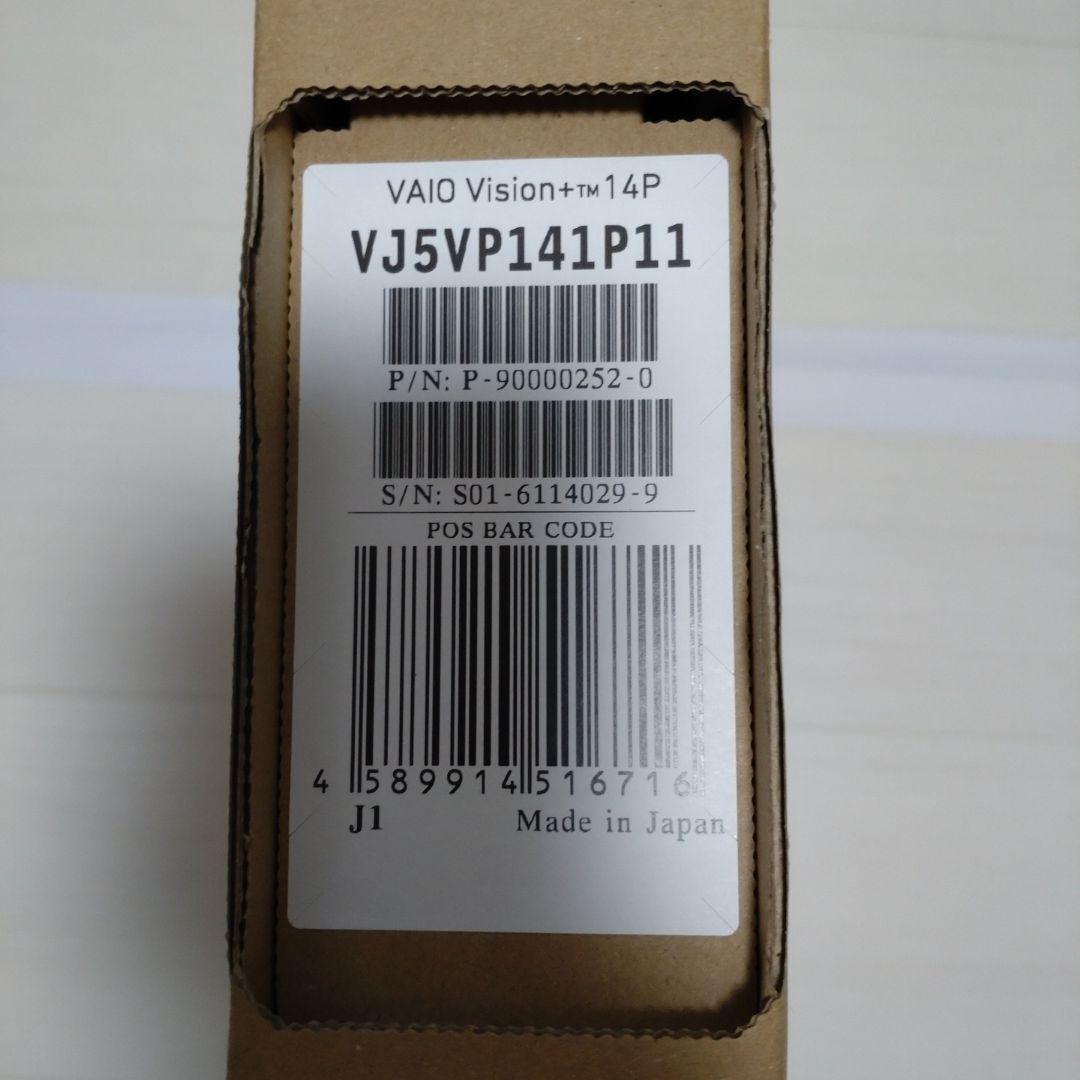 VAIO Vision+™14P
VJ5VP141P11
P/N: P-90000252-0
S/N: S01-6114029-9
POS BAR CODE
4 589914 516716
J1 Made in Japan